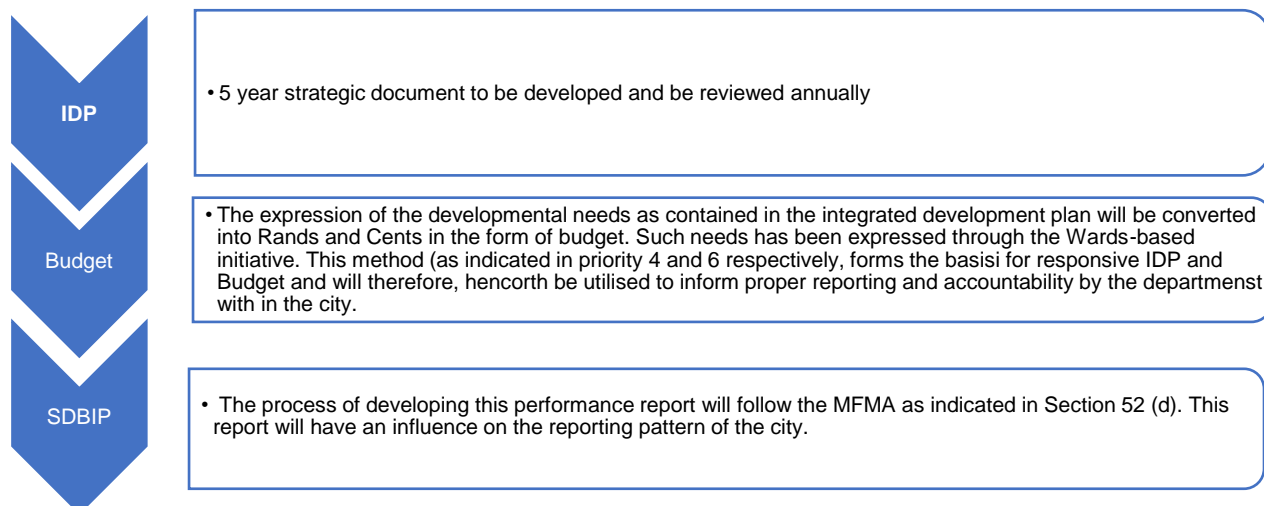 IDP
• 5 year strategic document to be developed and be reviewed annually
Budget
• The expression of the developmental needs as contained in the integrated development plan will be converted
into Rands and Cents in the form of budget. Such needs has been expressed through the Wards-based
initiative. This method (as indicated in priority 4 and 6 respectively, forms the basisi for responsive IDP and
Budget and will therefore, hencorth be utilised to inform proper reporting and accountability by the departmenst
with in the city.
SDBIP
• The process of developing this performance report will follow the MFMA as indicated in Section 52 (d). This
report will have an influence on the reporting pattern of the city.